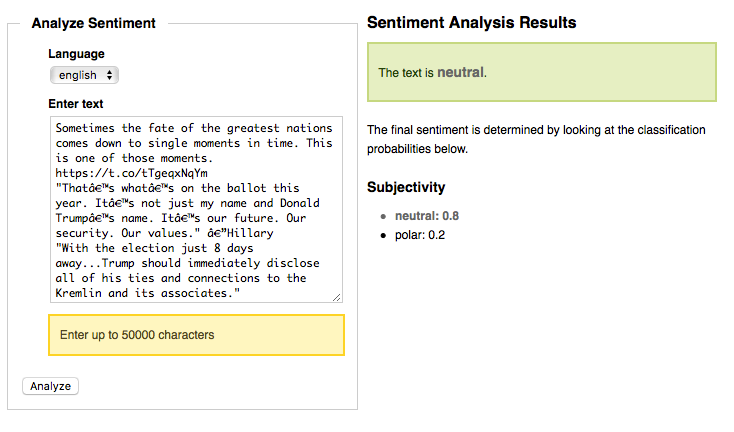 Analyze Sentiment
Language
english
Enter text
Sometimes the fate of the greatest nations
comes down to single moments in time. This
is one of those moments.
https://t.co/tTgeqxNqYm
"Thatâ€™s whatâ€™s on the ballot this
year. Itâ€™s not just my name and Donald
Trumpâ€™s name. Itâ€™s our future. Our
security. Our values." â€”Hillary
"With the election just 8 days
away...Trump should immediately disclose
all of his ties and connections to the
Kremlin and its associates."
Enter up to 50000 characters
Analyze
Sentiment Analysis Results
The text is neutral.
The final sentiment is determined by looking at the classification
probabilities below.
Subjectivity
• neutral: 0.8
• polar: 0.2